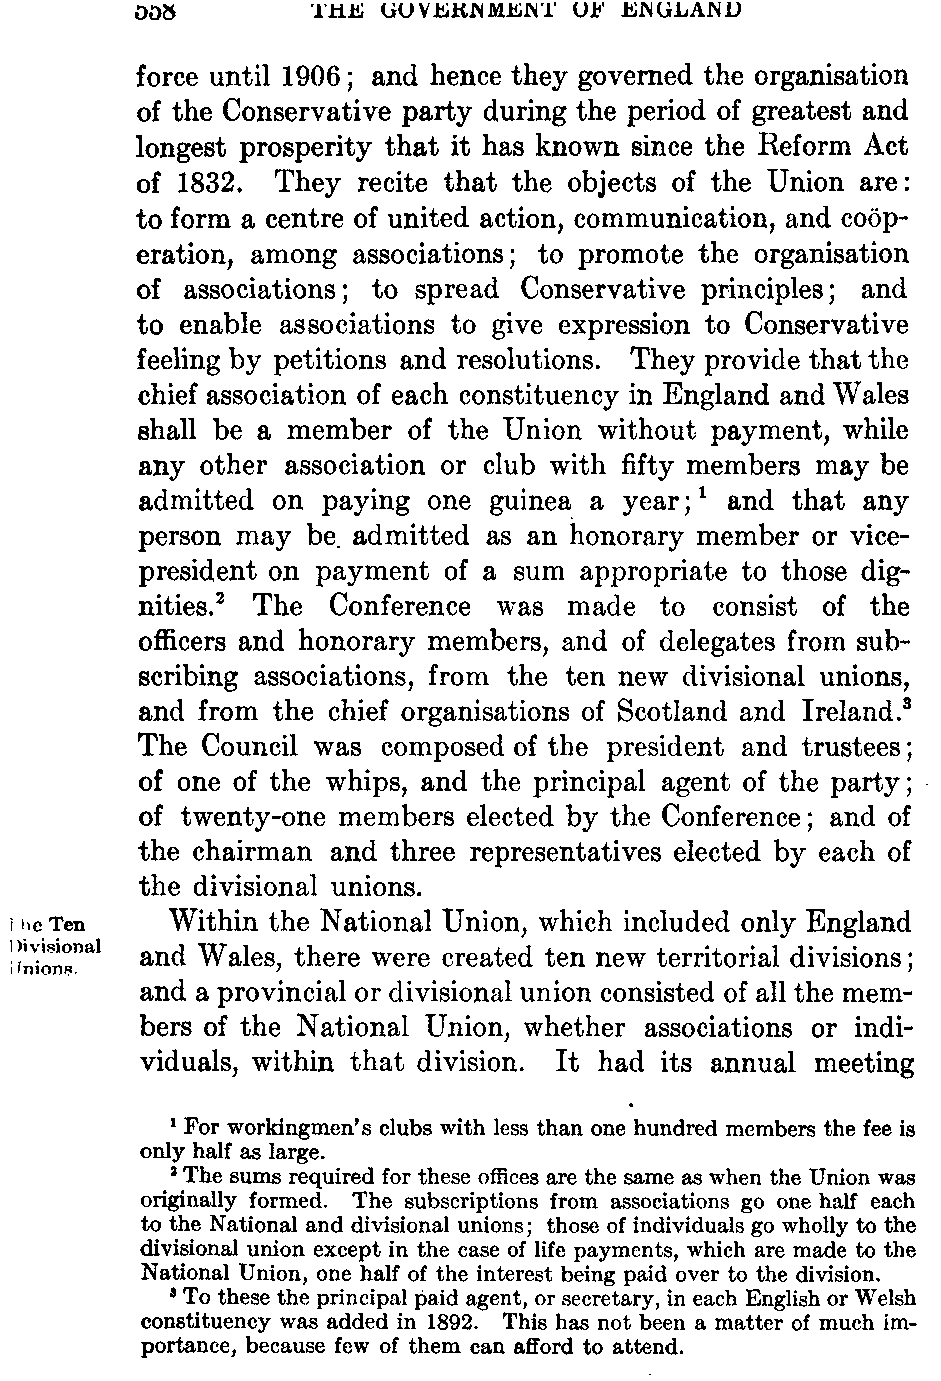 558 THE GOVERNMENT OF ENGLAND
force until 1906; and hence they governed the organisation
of the Conservative party during the period of greatest and
longest prosperity that it has known since the Reform Act
of 1832. They recite that the objects of the Union are:
to form a centre of united action, communication, and coöp-
eration, among associations; to promote the organisation
of associations; to spread Conservative principles; and
to enable associations to give expression to Conservative
feeling by petitions and resolutions. They provide that the
chief association of each constituency in England and Wales
shall be a member of the Union without payment, while
any other association or club with fifty members may be
admitted on paying one guinea a year;¹ and that any
person may be admitted as an honorary member or vice-
president on payment of a sum appropriate to those dig-
nities.² The Conference was made to consist of the
officers and honorary members, and of delegates from sub-
scribing associations, from the ten new divisional unions,
and from the chief organisations of Scotland and Ireland.³
The Council was composed of the president and trustees;
of one of the whips, and the principal agent of the party;
of twenty-one members elected by the Conference; and of
the chairman and three representatives elected by each of
the divisional unions.
The Ten
Divisional
Unions.
Within the National Union, which included only England
and Wales, there were created ten new territorial divisions;
and a provincial or divisional union consisted of all the mem-
bers of the National Union, whether associations or indi-
viduals, within that division. It had its annual meeting
¹ For workingmen's clubs with less than one hundred members the fee is
only half as large.
² The sums required for these offices are the same as when the Union was
originally formed. The subscriptions from associations go one half each
to the National and divisional unions; those of individuals go wholly to the
divisional union except in the case of life payments, which are made to the
National Union, one half of the interest being paid over to the division.
³ To these the principal paid agent, or secretary, in each English or Welsh
constituency was added in 1892. This has not been a matter of much im-
portance, because few of them can afford to attend.